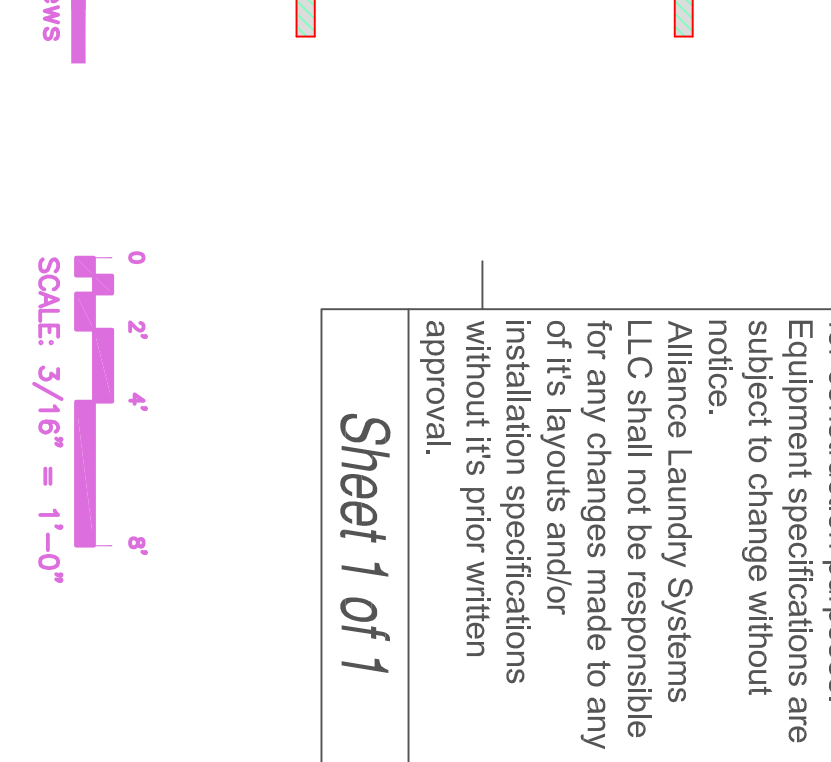 Equipment specifications are
subject to change without
notice.
Alliance Laundry Systems
LLC shall not be responsible
for any changes made to any
of it's layouts and/or
installation specifications
without it's prior written
approval.
Sheet 1 of 1
0 2' 4' 8'
SCALE: 3/16" = 1'-0"